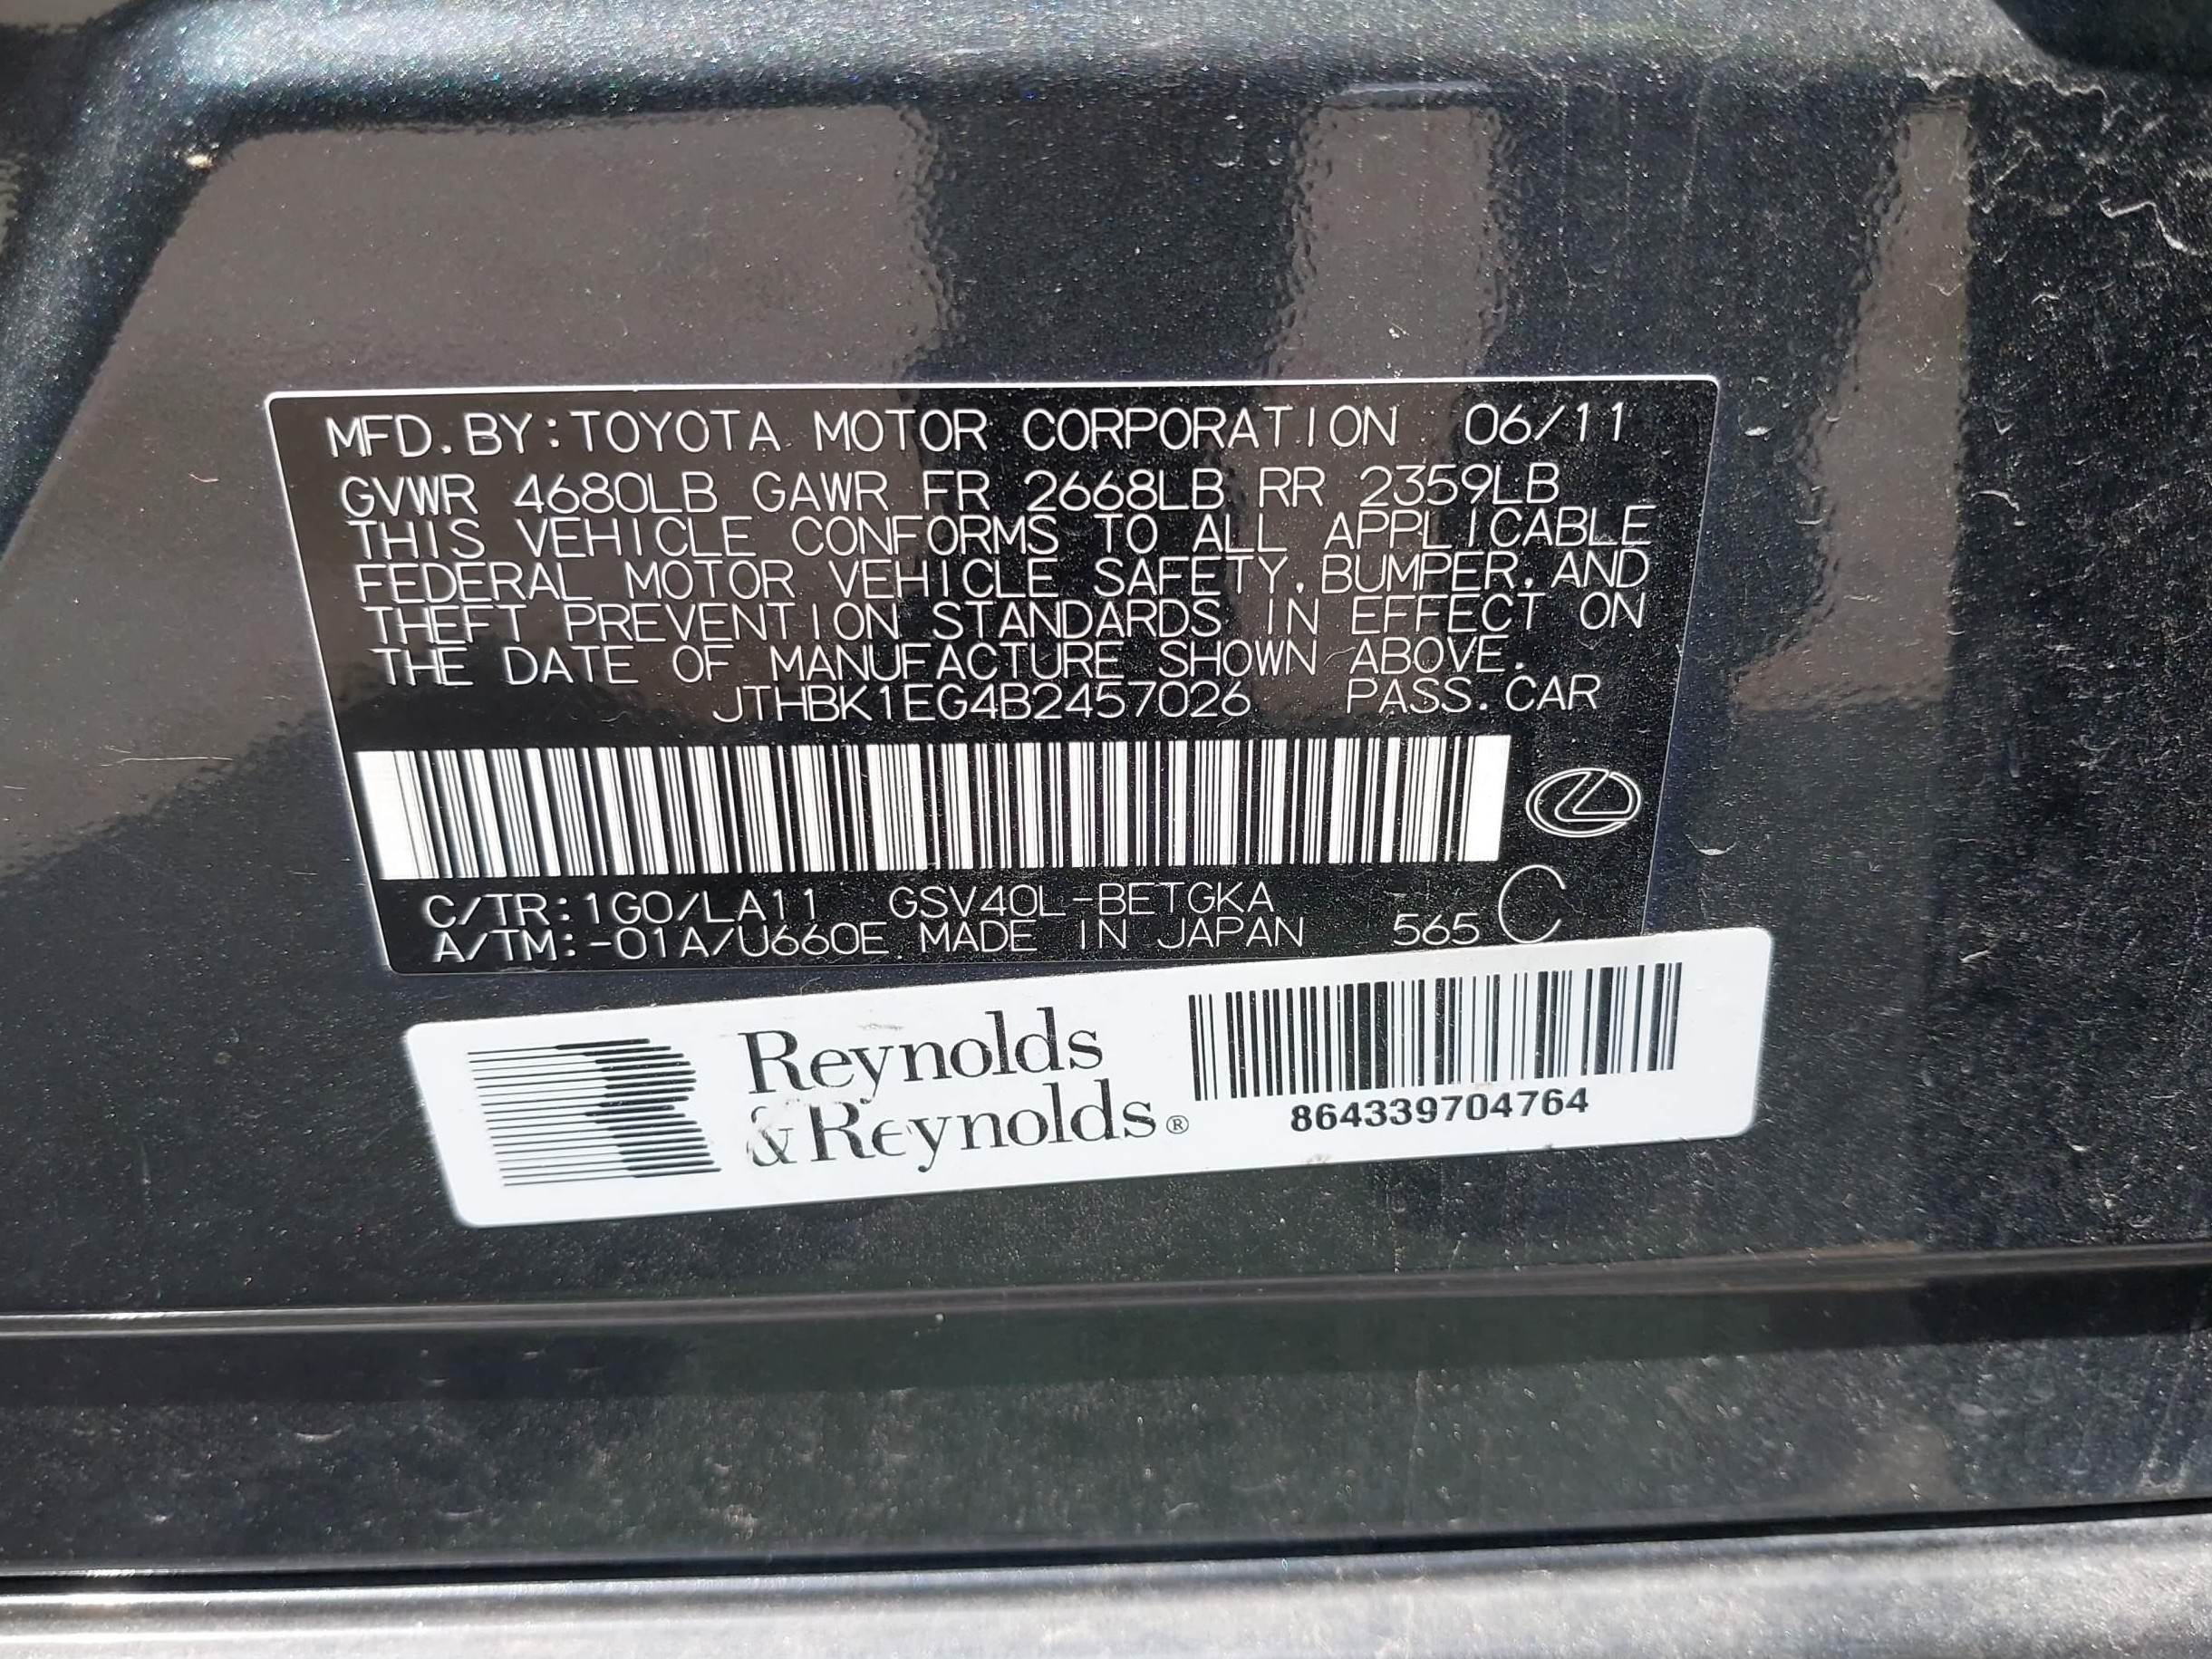 MFD.BY:TOYOTA MOTOR CORPORATION 06/11
GVWR 4680LB GAWR FR 2668LB RR 2359LB
THIS VEHICLE CONFORMS TO ALL APPLICABLE
FEDERAL MOTOR VEHICLE SAFETY,BUMPER,AND
THEFT PREVENTION STANDARDS IN EFFECT ON
THE DATE OF MANUFACTURE SHOWN ABOVE.
JTHBK1EG4B2457026 PASS.CAR
C/TR:1G0/LA11 GSV40L-BETGKA
A/TM:-01A/U660E MADE IN JAPAN 565 C
Reynolds
&Reynolds®
864339704764